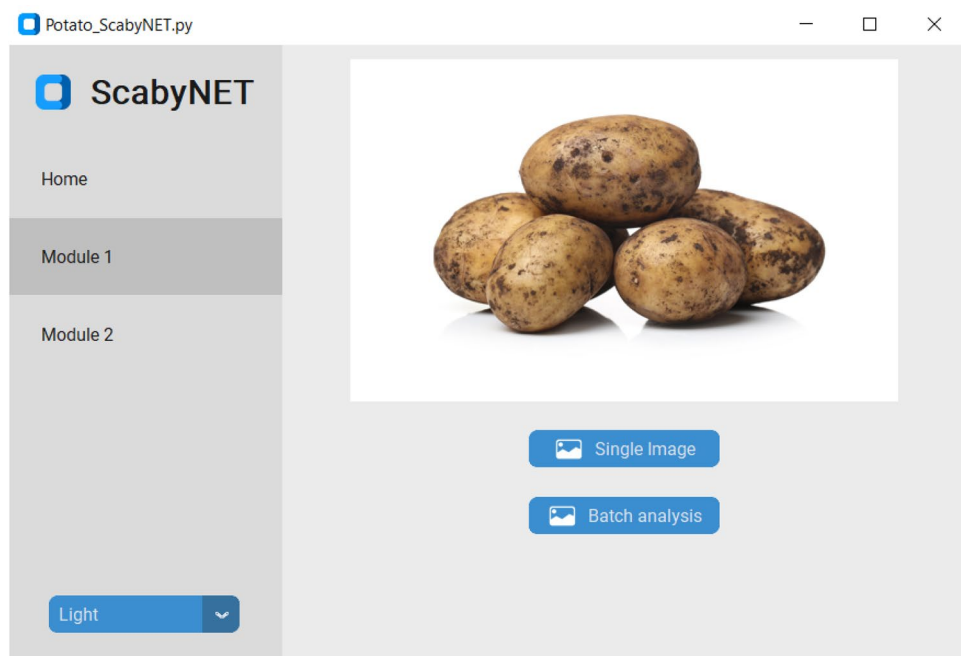 Potato_ScabyNET.py
ScabyNET
Home
Module 1
Module 2
Single Image
Batch analysis
Light